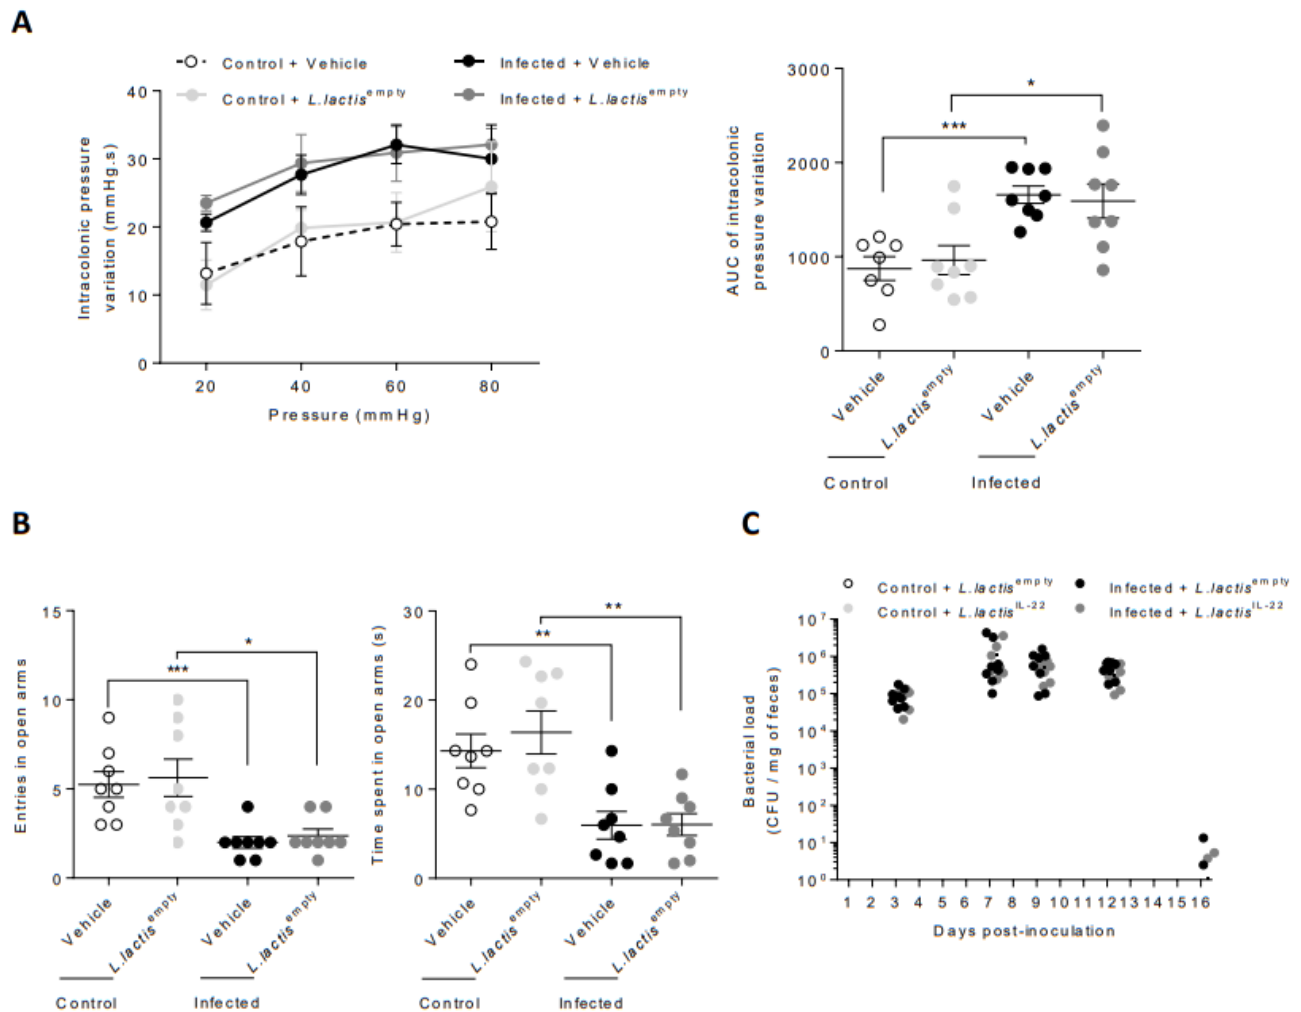 A
Control + Vehicle
Infected + Vehicle
Control + L.lactis empty
Infected + L.lactis empty
Intracolonic pressure
variation (mmHg.s)
40
30
20
10
0
20 40 60 80
Pressure (mmHg)
AUC of intracolonic
pressure variation
3000
2000
1000
0
***
*
Vehicle
L.lactis empty
Vehicle
L.lactis empty
Control
Infected
B
Entries in open arms
15
10
5
0
***
*
Vehicle
L.lactis empty
Vehicle
L.lactis empty
Control
Infected
Time spent in open arms (s)
30
20
10
0
**
**
Vehicle
L.lactis empty
Vehicle
L.lactis empty
Control
Infected
C
Control + L.lactis empty
Infected + L.lactis empty
Control + L.lactis IL-22
Infected + L.lactis IL-22
Bacterial load
(CFU / mg of feces)
10^7
10^6
10^5
10^4
10^3
10^2
10^1
10^0
1 2 3 4 5 6 7 8 9 10 11 12 13 14 15 16
Days post-inoculation